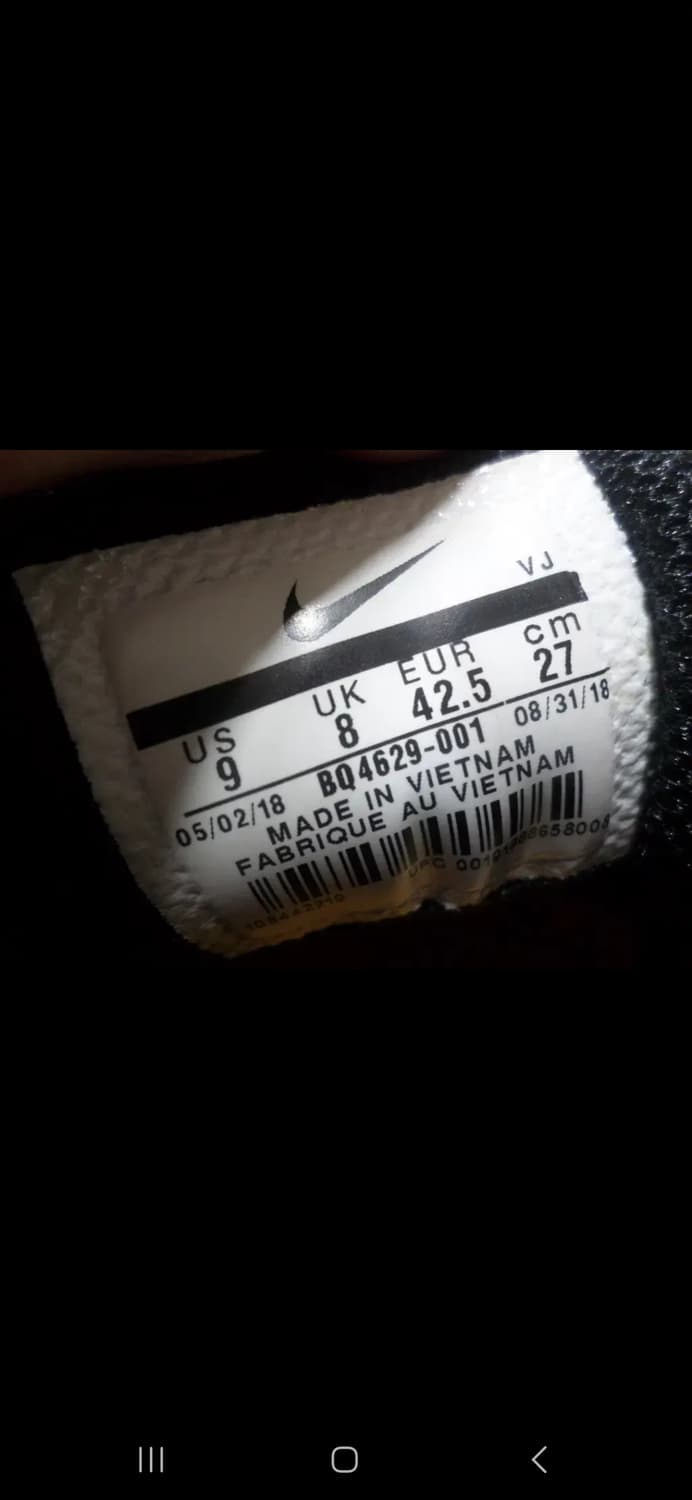 VJ
US UK EUR cm
9 8 42.5 27
05/02/18 BQ4629-001 08/31/18
MADE IN VIETNAM
FABRIQUE AU VIETNAM
UPC